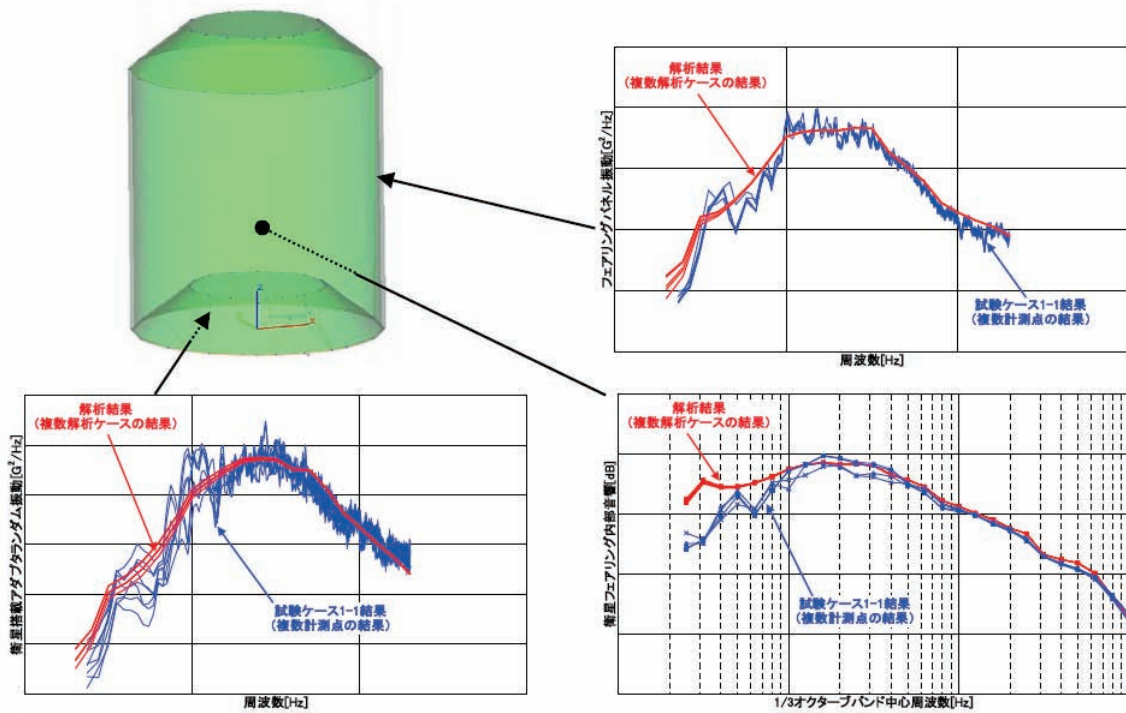 解析結果
(複数解析ケースの結果)
フェアリングパネル振動[G²/Hz]
試験ケース1-1結果
(複数計測点の結果)
周波数[Hz]
Z
X
解析結果
(複数解析ケースの結果)
衛星搭載アダプタランダム振動[G²/Hz]
試験ケース1-1結果
(複数計測点の結果)
周波数[Hz]
解析結果
(複数解析ケースの結果)
衛星フェアリング内部音響[dB]
試験ケース1-1結果
(複数計測点の結果)
1/3オクターブバンド中心周波数[Hz]